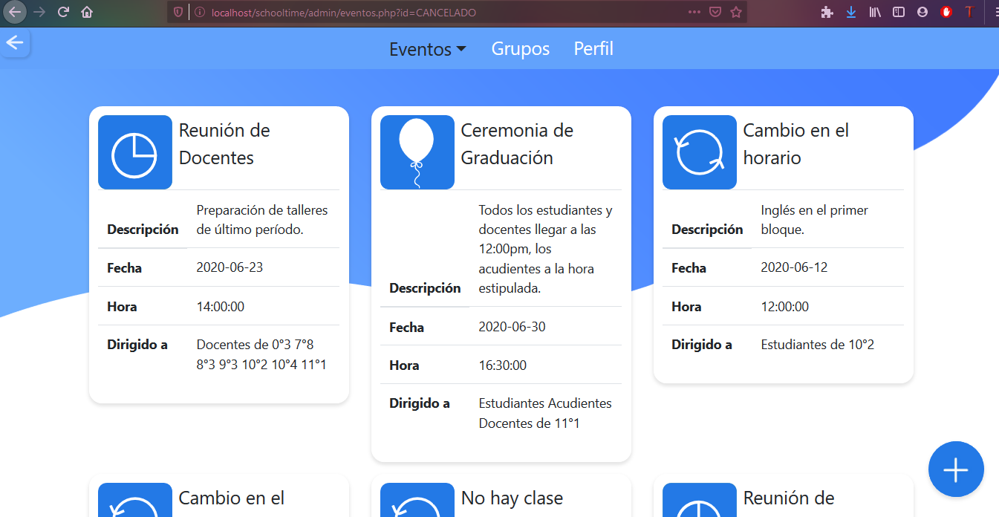 localhost/schooltime/admin/eventos.php?id=CANCELADO
Eventos Grupos Perfil
Reunión de
Docentes
Descripción
Preparación de talleres
de último período.
Fecha 2020-06-23
Hora 14:00:00
Dirigido a
Docentes de 0°3 7°8
8°3 9°3 10°2 10°4 11°1
Ceremonia de
Graduación
Descripción
Todos los estudiantes y
docentes llegar a las
12:00pm, los
acudientes a la hora
estipulada.
Fecha 2020-06-30
Hora 16:30:00
Dirigido a
Estudiantes Acudientes
Docentes de 11°1
Cambio en el
horario
Descripción
Inglés en el primer
bloque.
Fecha 2020-06-12
Hora 12:00:00
Dirigido a Estudiantes de 10°2
Cambio en el
No hay clase
Reunión de